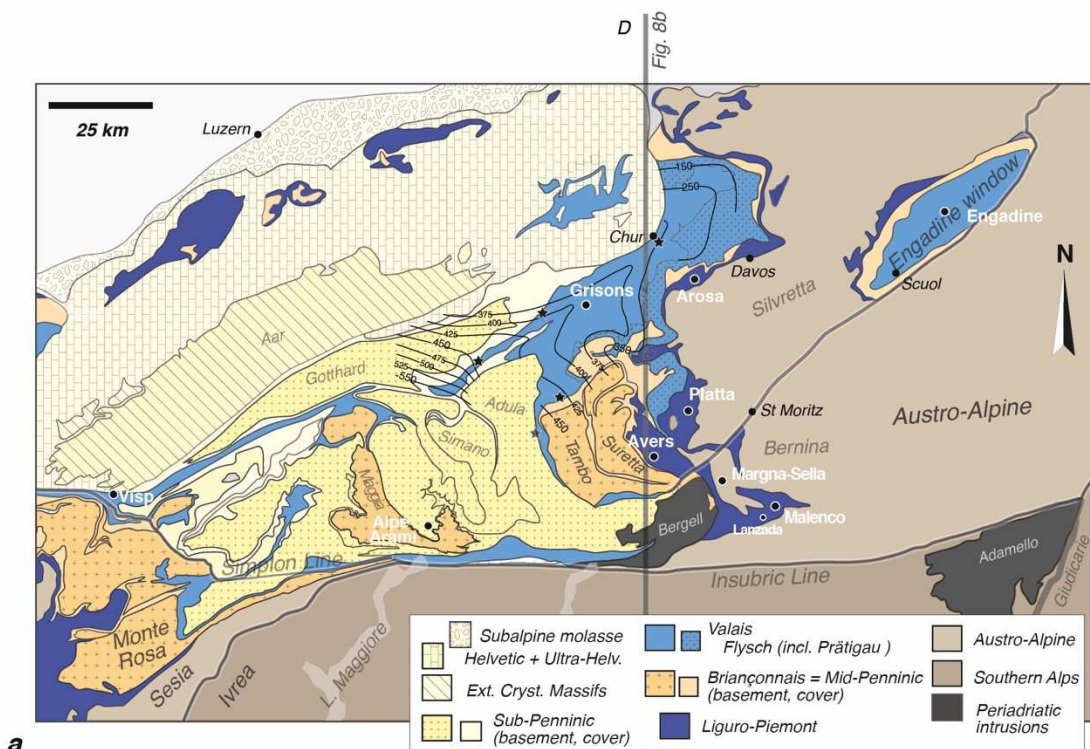 D
Fig. 8b
25 km
Luzern
150
250
Engadine window
Engadine
Chur
Davos
Scuol
N
Grisons
Arosa
Silvretta
375
400
425
450
475
500
525
550
350
375
400
425
450
Aar
Gotthard
Adula
Simano
Platta
St Moritz
Austro-Alpine
Bernina
Avers
Tambo
Suretta
Margna-Sella
Malenco
Lanzada
Visp
Maggia
Alpe
Arami
Bergell
Adamello
Giudicarie
Simplon Line
Insubric Line
Monte
Rosa
Sesia
Ivrea
L. Maggiore
Subalpine molasse
Helvetic + Ultra-Helv.
Ext. Cryst. Massifs
Sub-Penninic
(basement, cover)
Valais
Flysch (incl. Prätigau)
Briançonnais = Mid-Penninic
(basement, cover)
Liguro-Piemont
Austro-Alpine
Southern Alps
Periadriatic
intrusions
a